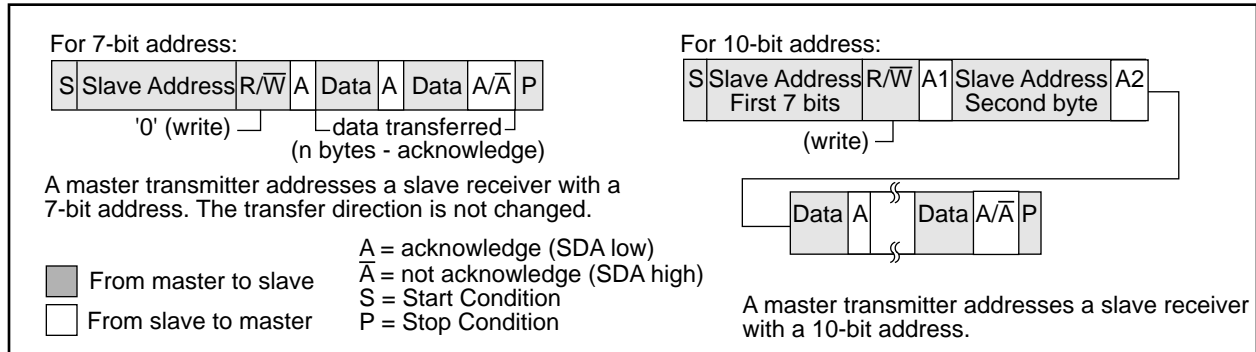 For 7-bit address:
S Slave Address R/W̅ A Data A Data A/A̅ P
'0' (write)
data transferred
(n bytes - acknowledge)
A master transmitter addresses a slave receiver with a
7-bit address. The transfer direction is not changed.
From master to slave
From slave to master
A = acknowledge (SDA low)
A̅ = not acknowledge (SDA high)
S = Start Condition
P = Stop Condition
For 10-bit address:
S Slave Address R/W̅ A1 Slave Address A2
First 7 bits Second byte
(write)
Data A Data A/A̅ P
A master transmitter addresses a slave receiver
with a 10-bit address.